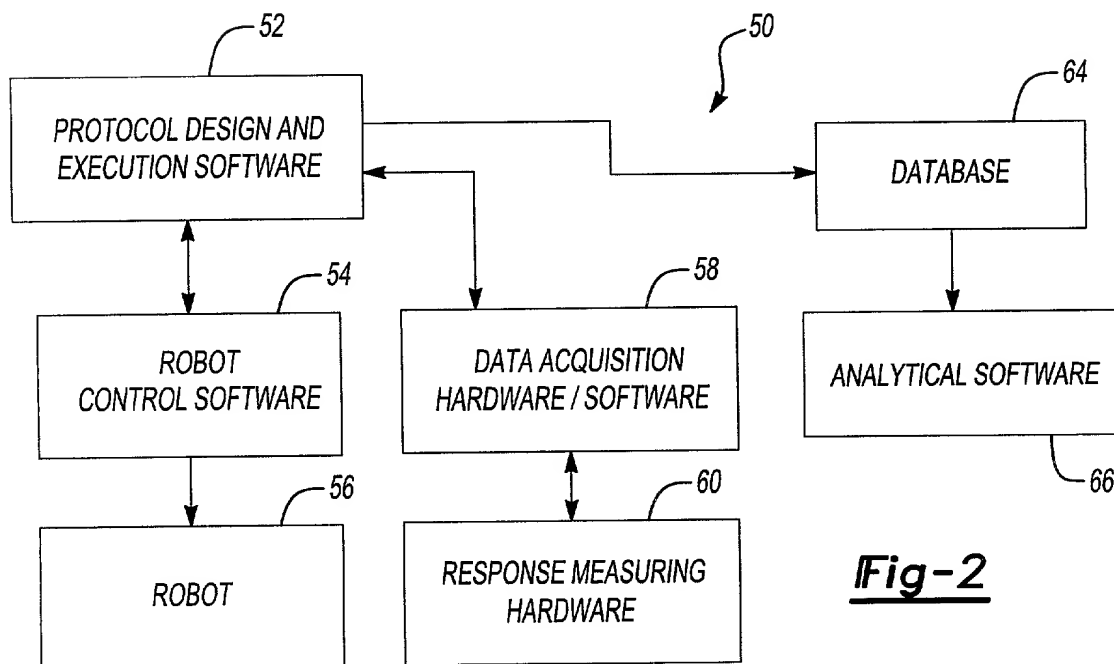 52
50
64
PROTOCOL DESIGN AND
EXECUTION SOFTWARE
DATABASE
54
58
ROBOT
CONTROL SOFTWARE
DATA ACQUISITION
HARDWARE / SOFTWARE
ANALYTICAL SOFTWARE
56
60
66
ROBOT
RESPONSE MEASURING
HARDWARE
Fig-2